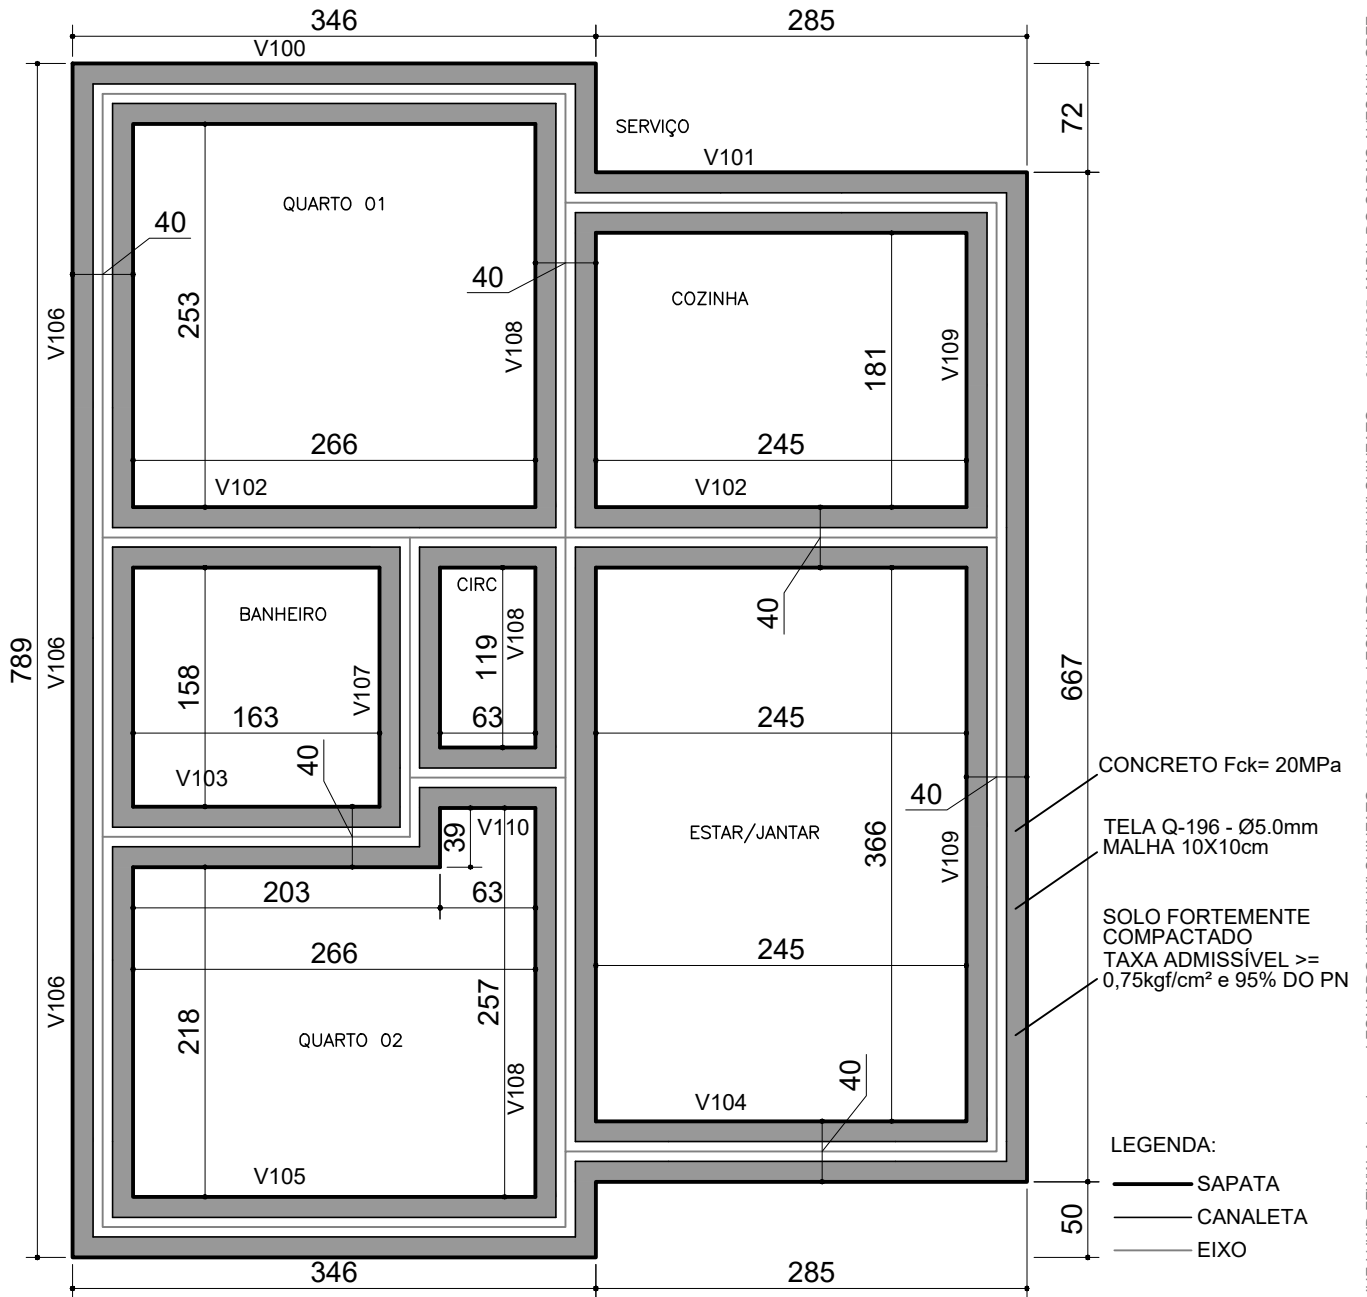 346
285
V100
72
SERVIÇO
V101
QUARTO 01
40
40
COZINHA
253
V106
V108
V109
181
266
245
V102
V102
CIRC
BANHEIRO
40
119
V108
789
V106
158
V107
667
163
63
245
V103
40
CONCRETO Fck= 20MPa
40
V110
39
ESTAR/JANTAR
366
V109
TELA Q-196 - Ø5.0mm
MALHA 10X10cm
203
63
SOLO FORTEMENTE
COMPACTADO
TAXA ADMISSÍVEL >=
0,75kgf/cm² e 95% DO PN
266
245
V106
218
257
QUARTO 02
V108
40
V104
LEGENDA:
V105
SAPATA
50
CANALETA
EIXO
346
285